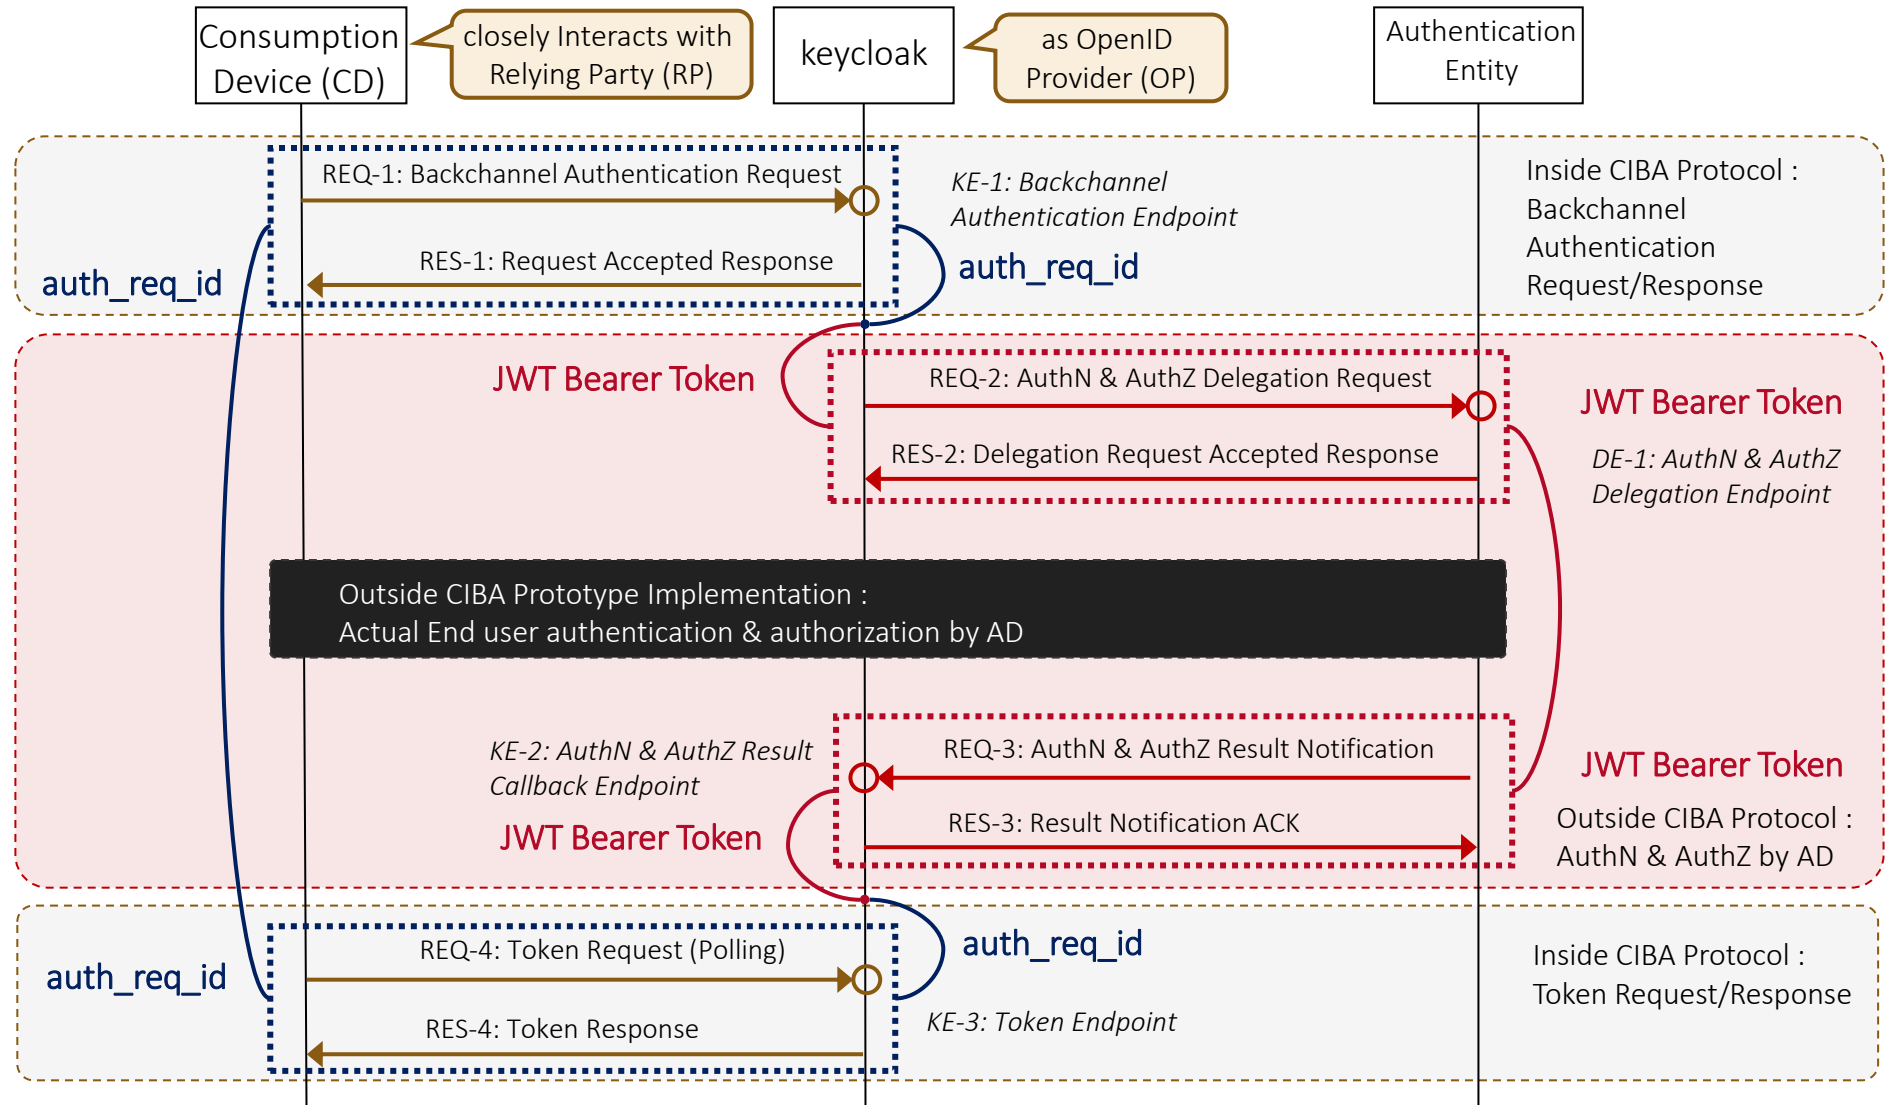 Consumption
Device (CD)
closely Interacts with
Relying Party (RP)
keycloak
as OpenID
Provider (OP)
Authentication
Entity
REQ-1: Backchannel Authentication Request
KE-1: Backchannel
Authentication Endpoint
Inside CIBA Protocol :
Backchannel
Authentication
Request/Response
RES-1: Request Accepted Response
auth_req_id
auth_req_id
JWT Bearer Token
REQ-2: AuthN & AuthZ Delegation Request
JWT Bearer Token
RES-2: Delegation Request Accepted Response
DE-1: AuthN & AuthZ
Delegation Endpoint
Outside CIBA Prototype Implementation :
Actual End user authentication & authorization by AD
KE-2: AuthN & AuthZ Result
Callback Endpoint
REQ-3: AuthN & AuthZ Result Notification
JWT Bearer Token
JWT Bearer Token
RES-3: Result Notification ACK
Outside CIBA Protocol :
AuthN & AuthZ by AD
REQ-4: Token Request (Polling)
auth_req_id
auth_req_id
Inside CIBA Protocol :
Token Request/Response
RES-4: Token Response
KE-3: Token Endpoint